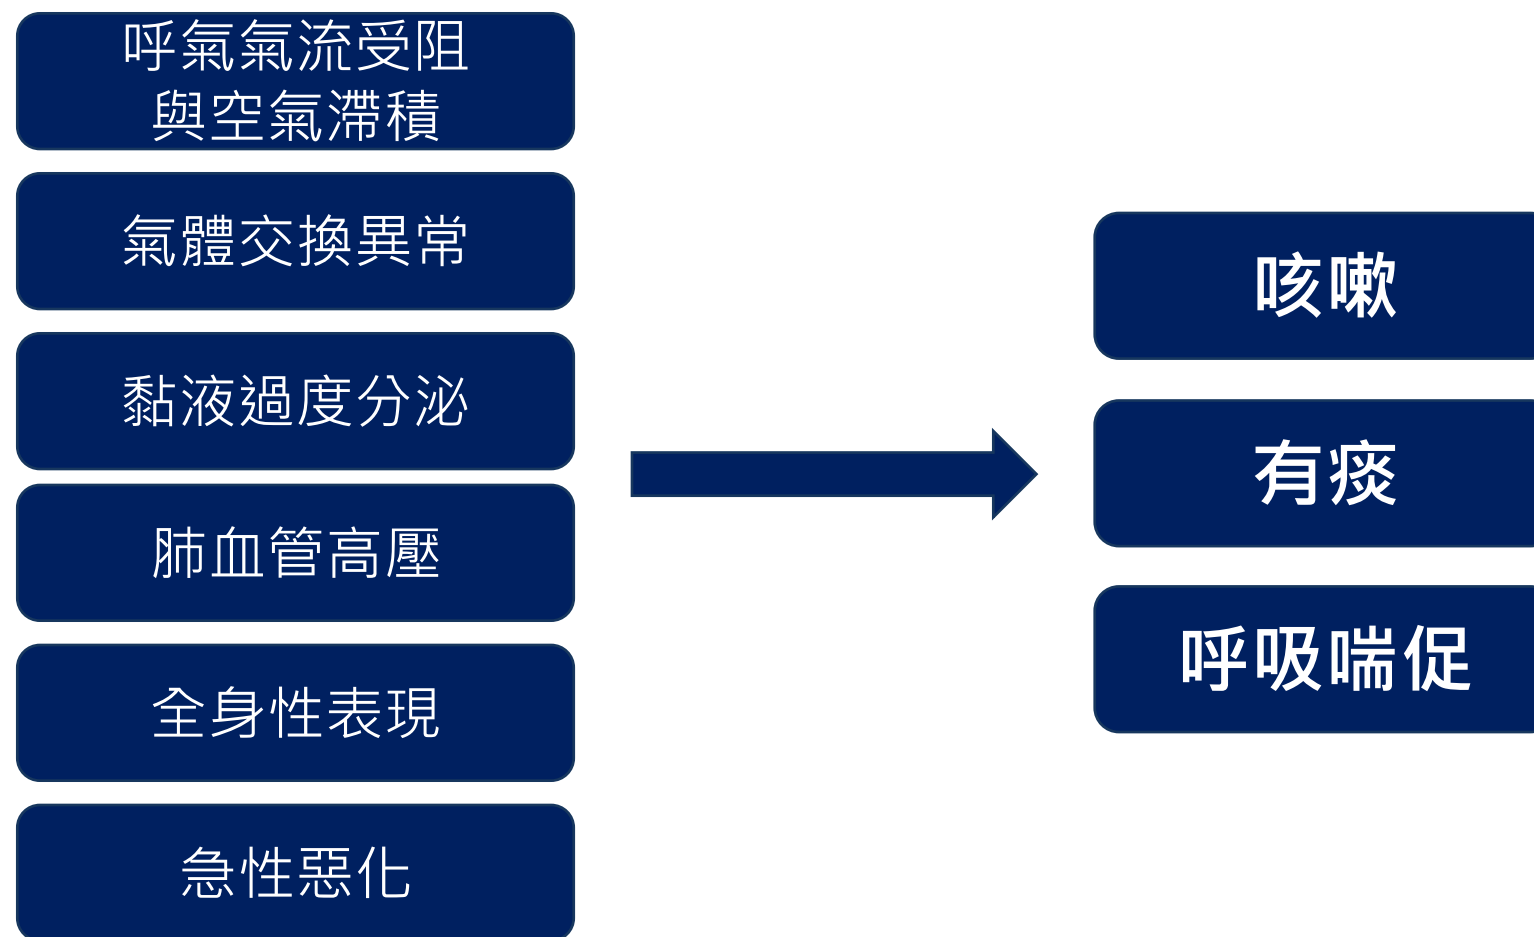 呼氣氣流受阻
與空氣滯積
氣體交換異常
黏液過度分泌
肺血管高壓
全身性表現
急性惡化
咳嗽
有痰
呼吸喘促